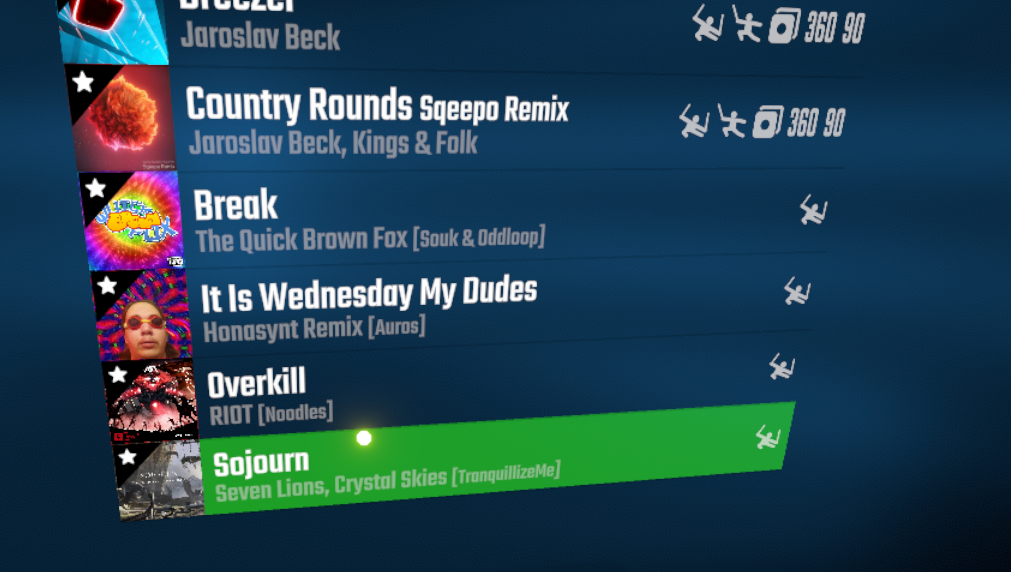 Breezer
Jaroslav Beck
360 90
Country Rounds Sqeepo Remix
Jaroslav Beck, Kings & Folk
360 90
Break
The Quick Brown Fox [Souk & Oddloop]
It Is Wednesday My Dudes
Honasynt Remix [Auros]
Overkill
RIOT [Noodles]
Sojourn
Seven Lions, Crystal Skies [TranquillizeMe]